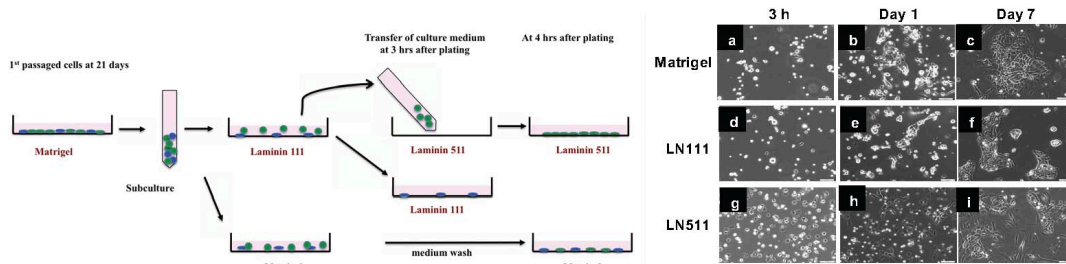 Transfer of culture medium
at 3 hrs after plating
At 4 hrs after plating
1st passaged cells at 21 days
Matrigel
Subculture
Laminin 111
Laminin 511
Laminin 511
Laminin 111
medium wash
3 h
Day 1
Day 7
Matrigel
a
b
c
LN111
d
e
f
LN511
g
h
i